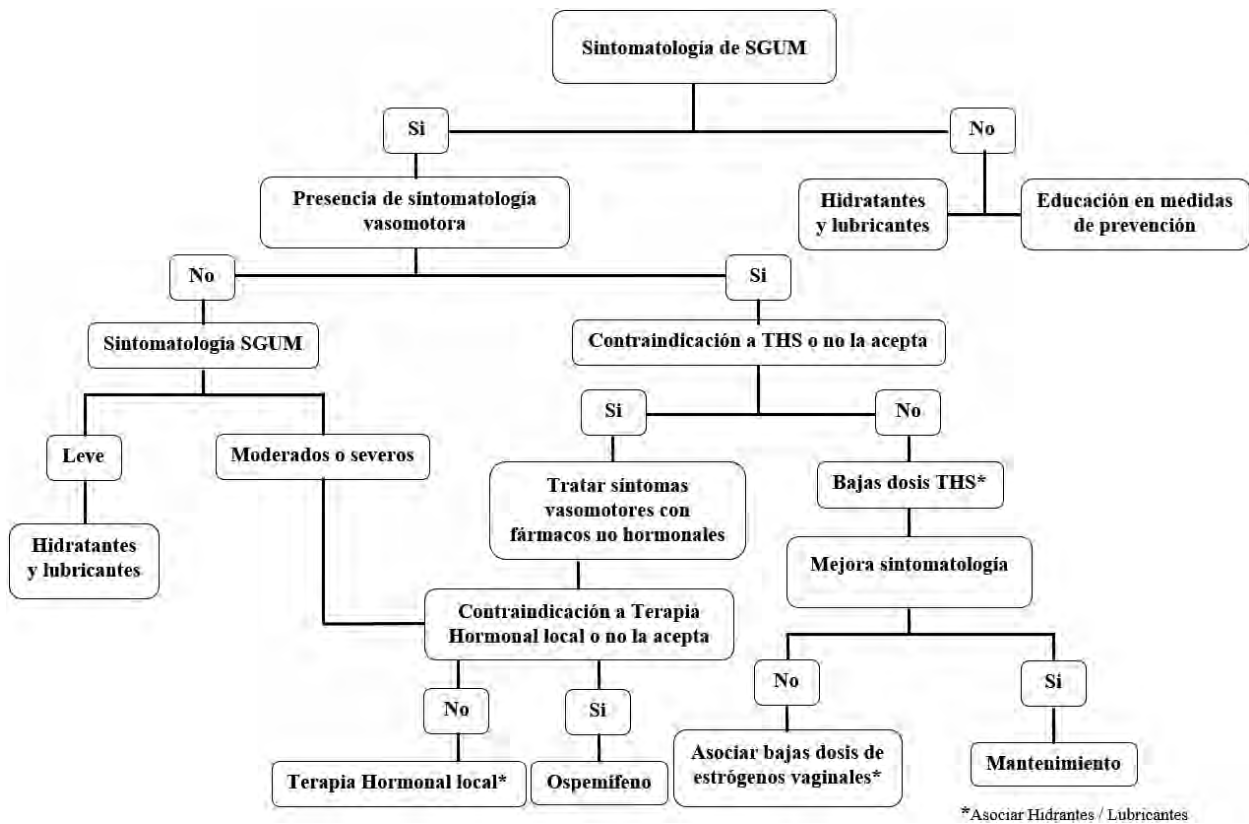 Sintomatología de SGUM
Si
No
Presencia de sintomatología
vasomotora
Hidratantes
y lubricantes
Educación en medidas
de prevención
No
Si
Sintomatología SGUM
Contraindicación a THS o no la acepta
Si
No
Leve
Moderados o severos
Tratar síntomas
vasomotores con
fármacos no hormonales
Bajas dosis THS*
Hidratantes
y lubricantes
Mejora sintomatología
Contraindicación a Terapia
Hormonal local o no la acepta
No
Si
No
Si
Terapia Hormonal local*
Ospemífeno
Asociar bajas dosis de
estrógenos vaginales*
Mantenimiento
*Asociar Hidrantes / Lubricantes